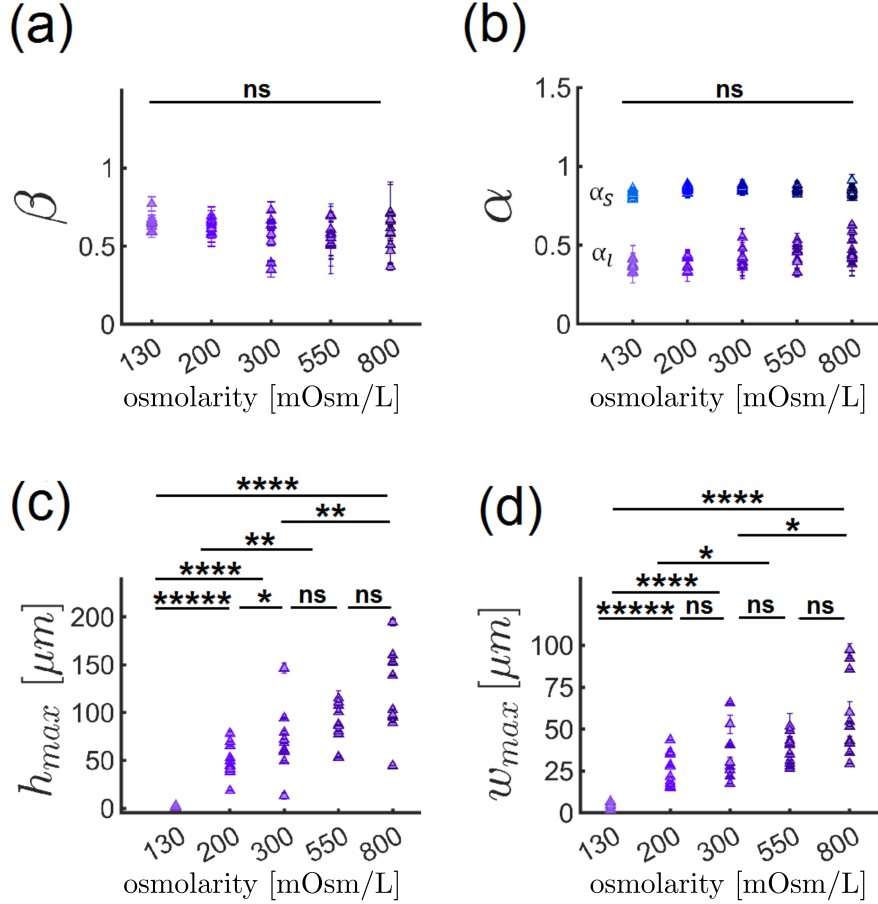 (a)
ns
β
1
0.5
0
130 200 300 550 800
osmolarity [mOsm/L]
(b)
1.5
ns
α
1
αs
0.5
αl
0
130 200 300 550 800
osmolarity [mOsm/L]
(c)
****
**
**
****
***** * ns ns
hmax [μm]
200
150
100
50
0
130 200 300 550 800
osmolarity [mOsm/L]
(d)
****
*
*
****
***** ns ns ns
wmax [μm]
100
75
50
25
0
130 200 300 550 800
osmolarity [mOsm/L]